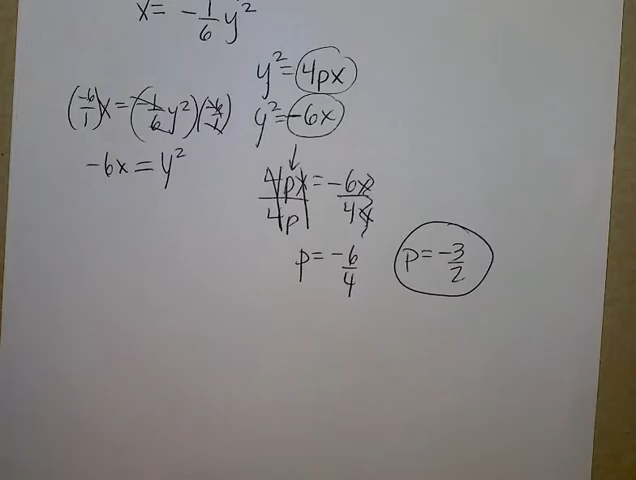 x = -1/6 y²
y² = 4px
(-6/1)x = (-1/6 y²)(-6/1)
y² = -6x
-6x = y²
4px/4p = -6x/4x
p = -6/4
p = -3/2